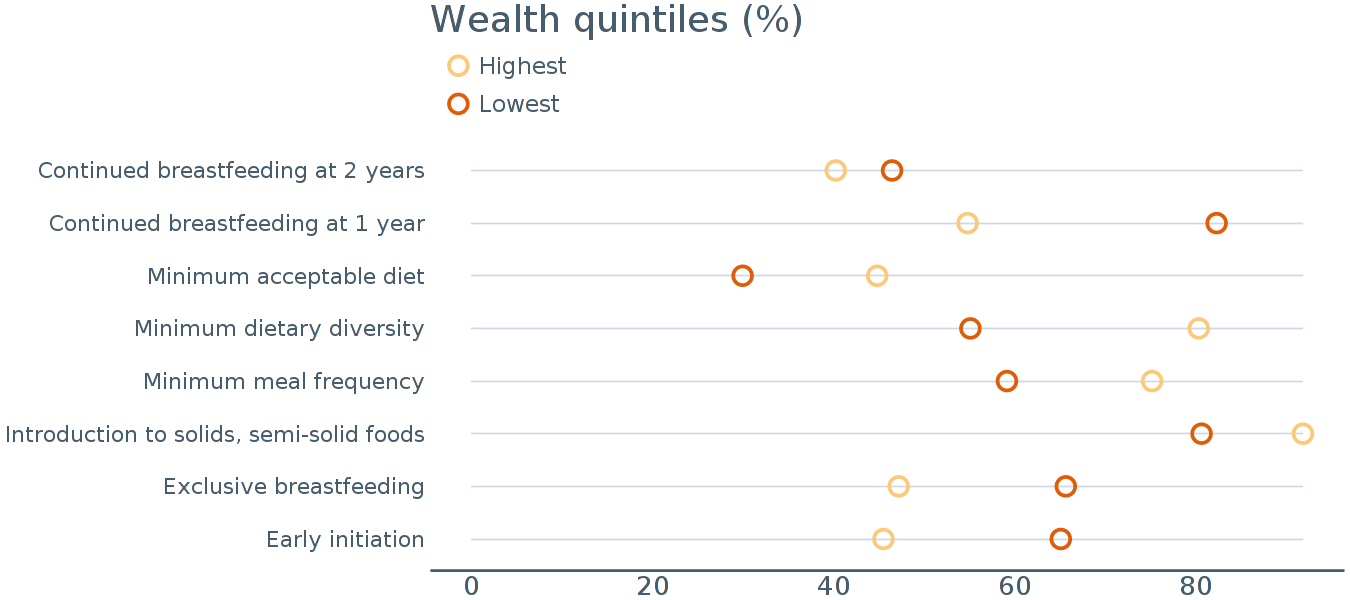 Wealth quintiles (%)
Highest
Lowest
Continued breastfeeding at 2 years
Continued breastfeeding at 1 year
Minimum acceptable diet
Minimum dietary diversity
Minimum meal frequency
Introduction to solids, semi-solid foods
Exclusive breastfeeding
Early initiation
0 20 40 60 80